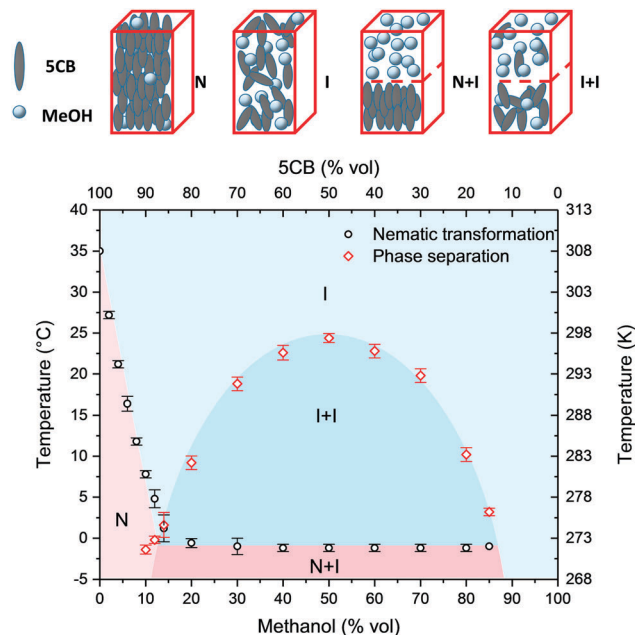 5CB
MeOH
N
I
N+I
I+I
5CB (% vol)
100 90 80 70 60 50 40 30 20 10 0
40 313
35 308
30 303
25 298
20 293
15 288
10 283
5 278
0 273
-5 268
Temperature (°C)
Temperature (K)
Nematic transformation
Phase separation
I
I+I
N
N+I
0 10 20 30 40 50 60 70 80 90 100
Methanol (% vol)